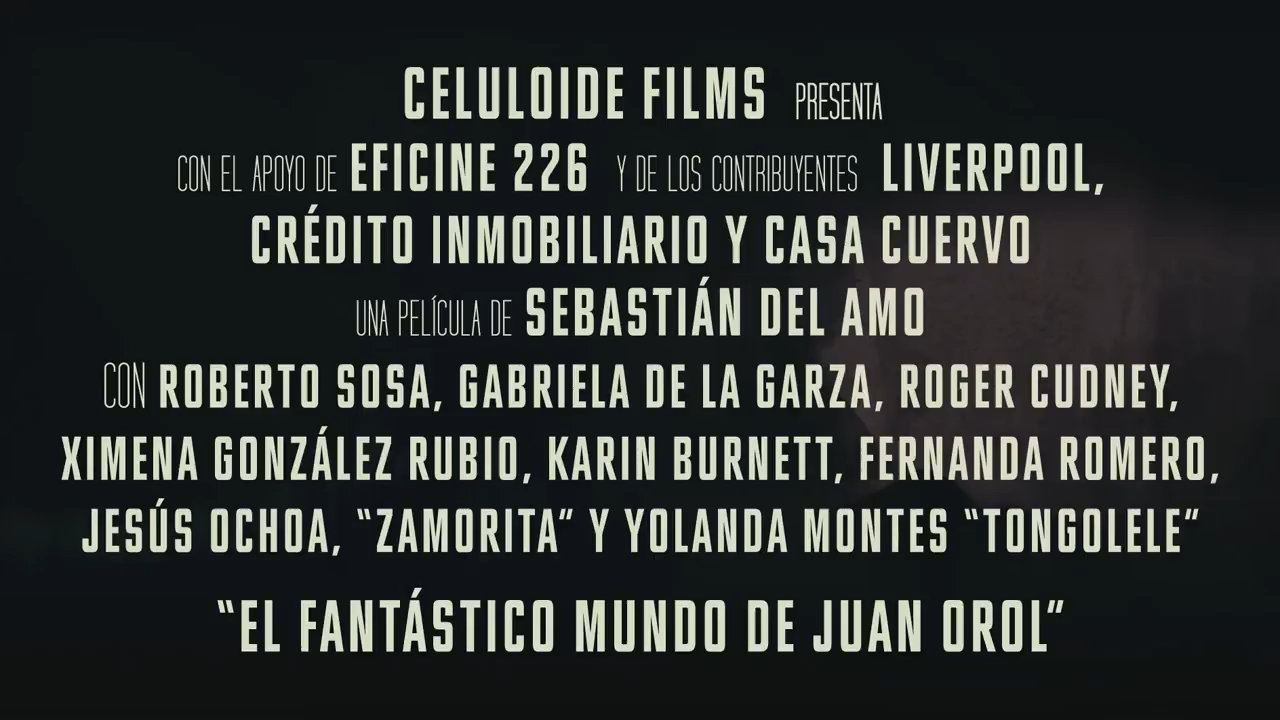 CELULOIDE FILMS PRESENTA
CON EL APOYO DE EFICINE 226 Y DE LOS CONTRIBUYENTES LIVERPOOL,
CRÉDITO INMOBILIARIO Y CASA CUERVO
UNA PELÍCULA DE SEBASTIÁN DEL AMO
CON ROBERTO SOSA, GABRIELA DE LA GARZA, ROGER CUDNEY,
XIMENA GONZÁLEZ RUBIO, KARIN BURNETT, FERNANDA ROMERO,
JESÚS OCHOA, “ZAMORITA” Y YOLANDA MONTES “TONGOLELE”
“EL FANTÁSTICO MUNDO DE JUAN OROL”